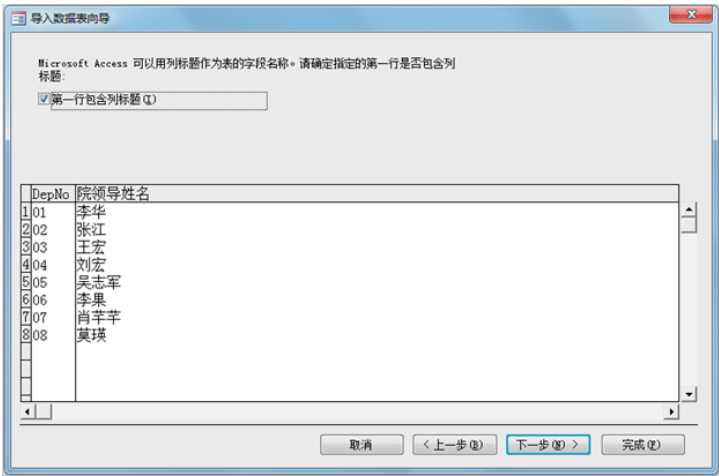 导入数据表向导
Microsoft Access 可以用列标题作为表的字段名称。请确定指定的第一行是否包含列
标题:
第一行包含列标题(I)
DepNo 院领导姓名
1 01 李华
2 02 张江
3 03 王宏
4 04 刘宏
5 05 吴志军
6 06 李果
7 07 肖芊芊
8 08 莫瑛
取消 < 上一步(B) 下一步(N) > 完成(F)